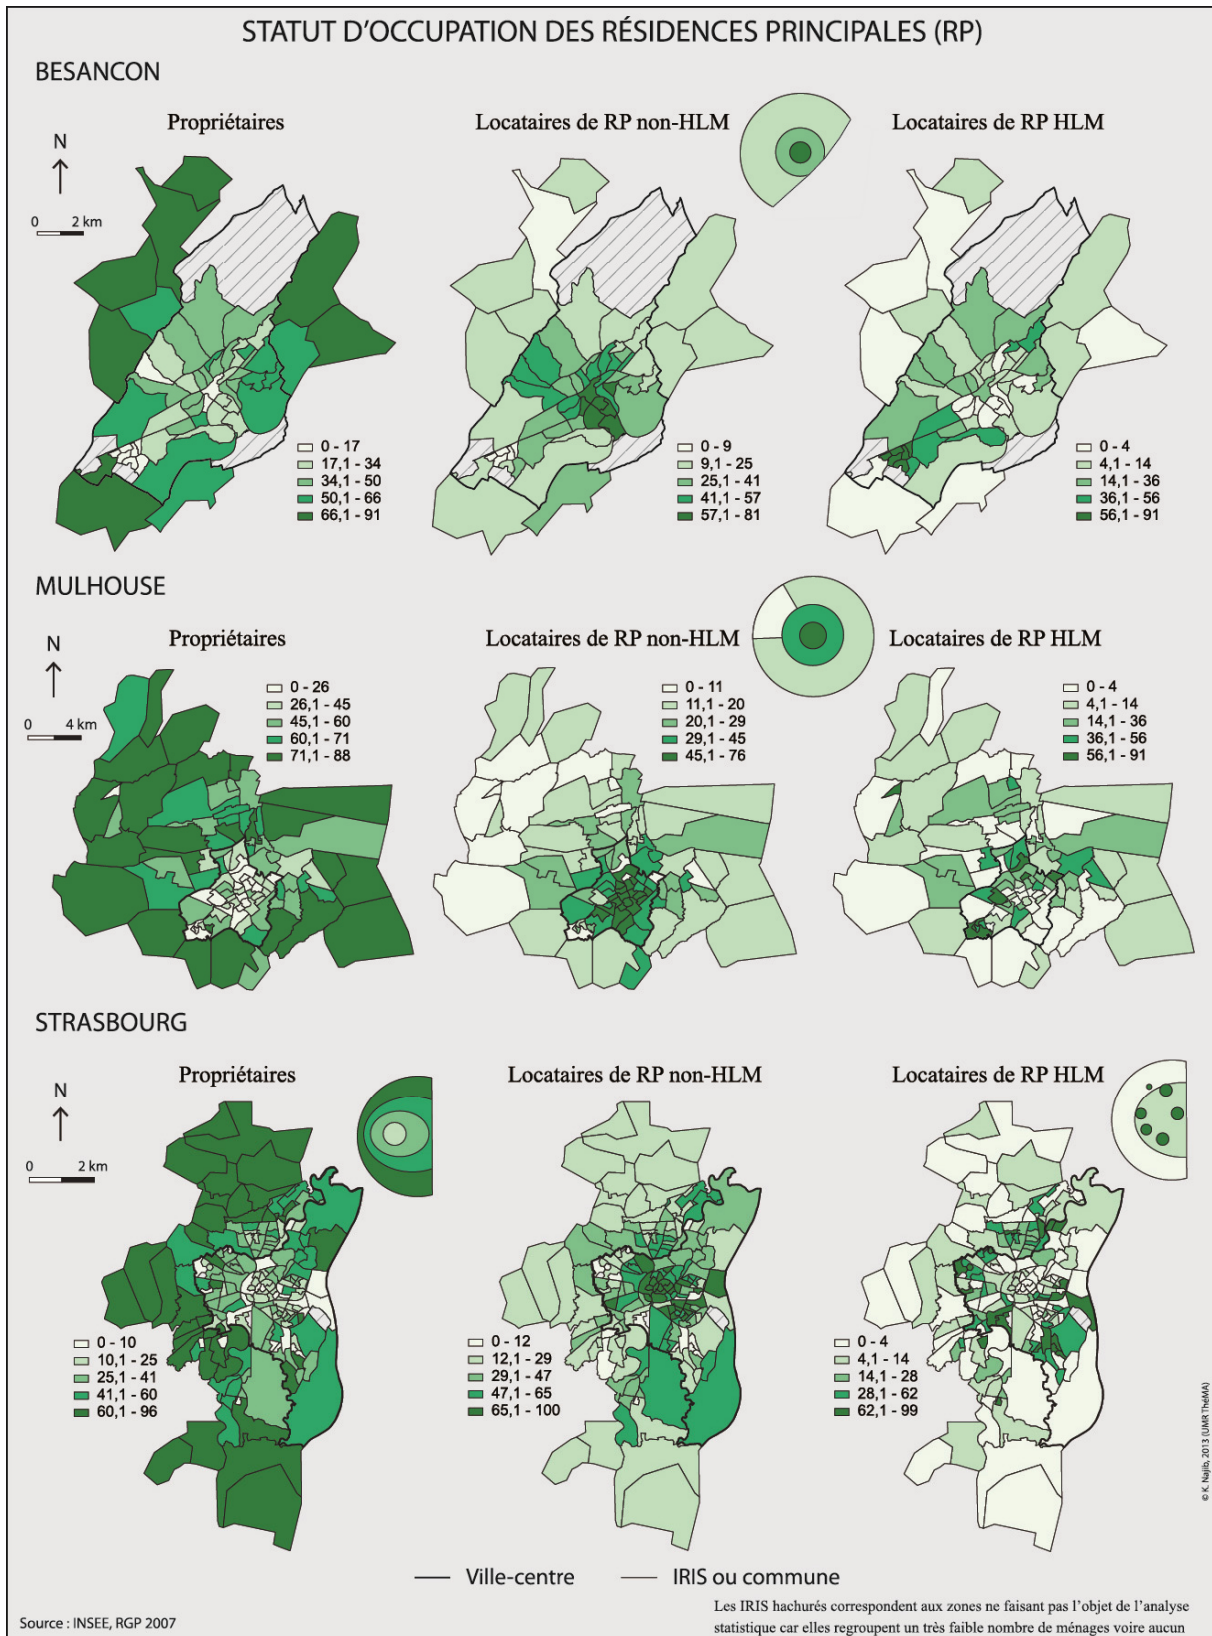 STATUT D'OCCUPATION DES RÉSIDENCES PRINCIPALES (RP)
BESANCON
Propriétaires
Locataires de RP non-HLM
Locataires de RP HLM
N
0 2 km
0 - 17
17,1 - 34
34,1 - 50
50,1 - 66
66,1 - 91
0 - 9
9,1 - 25
25,1 - 41
41,1 - 57
57,1 - 81
0 - 4
4,1 - 14
14,1 - 36
36,1 - 56
56,1 - 91
MULHOUSE
Propriétaires
Locataires de RP non-HLM
Locataires de RP HLM
N
0 4 km
0 - 26
26,1 - 45
45,1 - 60
60,1 - 71
71,1 - 88
0 - 11
11,1 - 20
20,1 - 29
29,1 - 45
45,1 - 76
0 - 4
4,1 - 14
14,1 - 36
36,1 - 56
56,1 - 91
STRASBOURG
Propriétaires
Locataires de RP non-HLM
Locataires de RP HLM
N
0 2 km
0 - 10
10,1 - 25
25,1 - 41
41,1 - 60
60,1 - 96
0 - 12
12,1 - 29
29,1 - 47
47,1 - 65
65,1 - 100
0 - 4
4,1 - 14
14,1 - 28
28,1 - 62
62,1 - 99
© K. Najib, 2013 (UMR ThéMA)
Ville-centre
IRIS ou commune
Source : INSEE, RGP 2007
Les IRIS hachurés correspondent aux zones ne faisant pas l'objet de l'analyse
statistique car elles regroupent un très faible nombre de ménages voire aucun